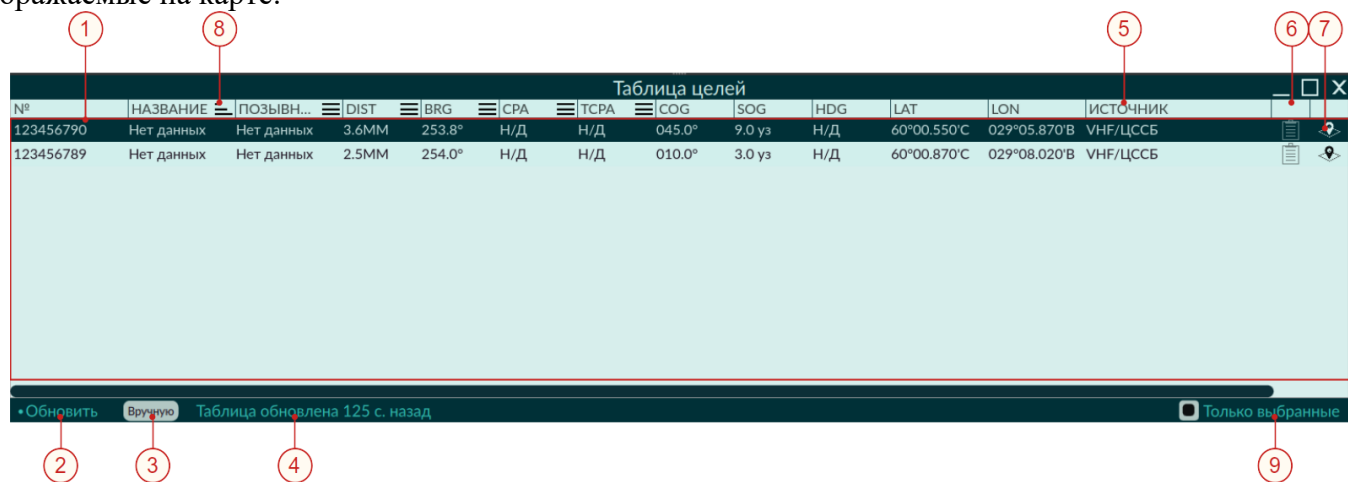 ображаемые на карте.
1 8 5 6 7
Таблица целей
№ НАЗВАНИЕ ПОЗЫВН... DIST BRG CPA TCPA COG SOG HDG LAT LON ИСТОЧНИК
123456790 Нет данных Нет данных 3.6ММ 253.8° Н/Д Н/Д 045.0° 9.0 уз Н/Д 60°00.550'С 029°05.870'В VHF/ЦССБ
123456789 Нет данных Нет данных 2.5ММ 254.0° Н/Д Н/Д 010.0° 3.0 уз Н/Д 60°00.870'С 029°08.020'В VHF/ЦССБ
•Обновить Вручную Таблица обновлена 125 с. назад Только выбранные
2 3 4 9